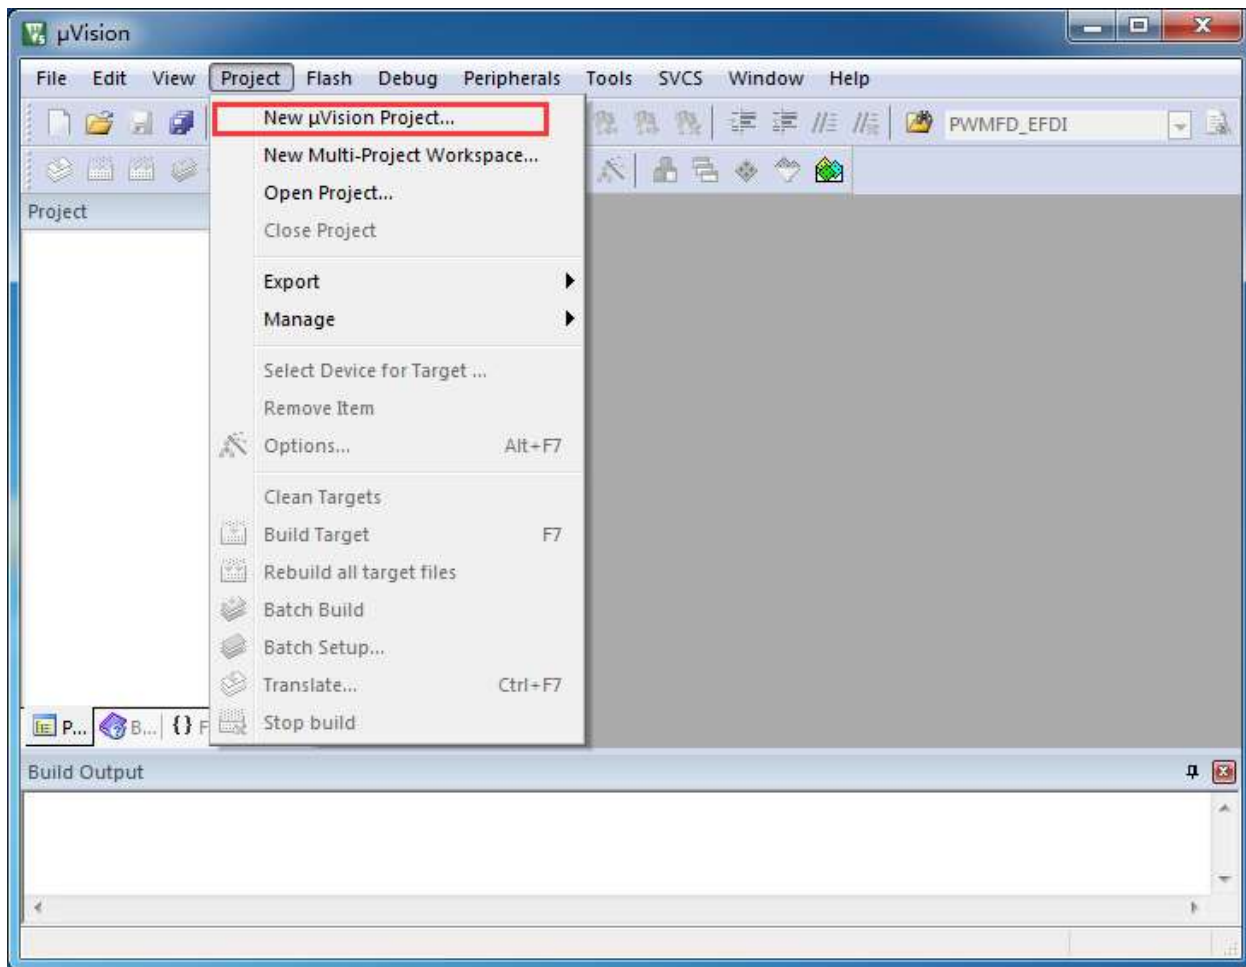 µVision
File Edit View Project Flash Debug Peripherals Tools SVCS Window Help
New µVision Project...
PWMFD_EFDI
New Multi-Project Workspace...
Open Project...
Project
Close Project
Export
Manage
Select Device for Target ...
Remove Item
Options... Alt+F7
Clean Targets
Build Target F7
Rebuild all target files
Batch Build
Batch Setup...
Translate... Ctrl+F7
Stop build
P... B... {} F
Build Output